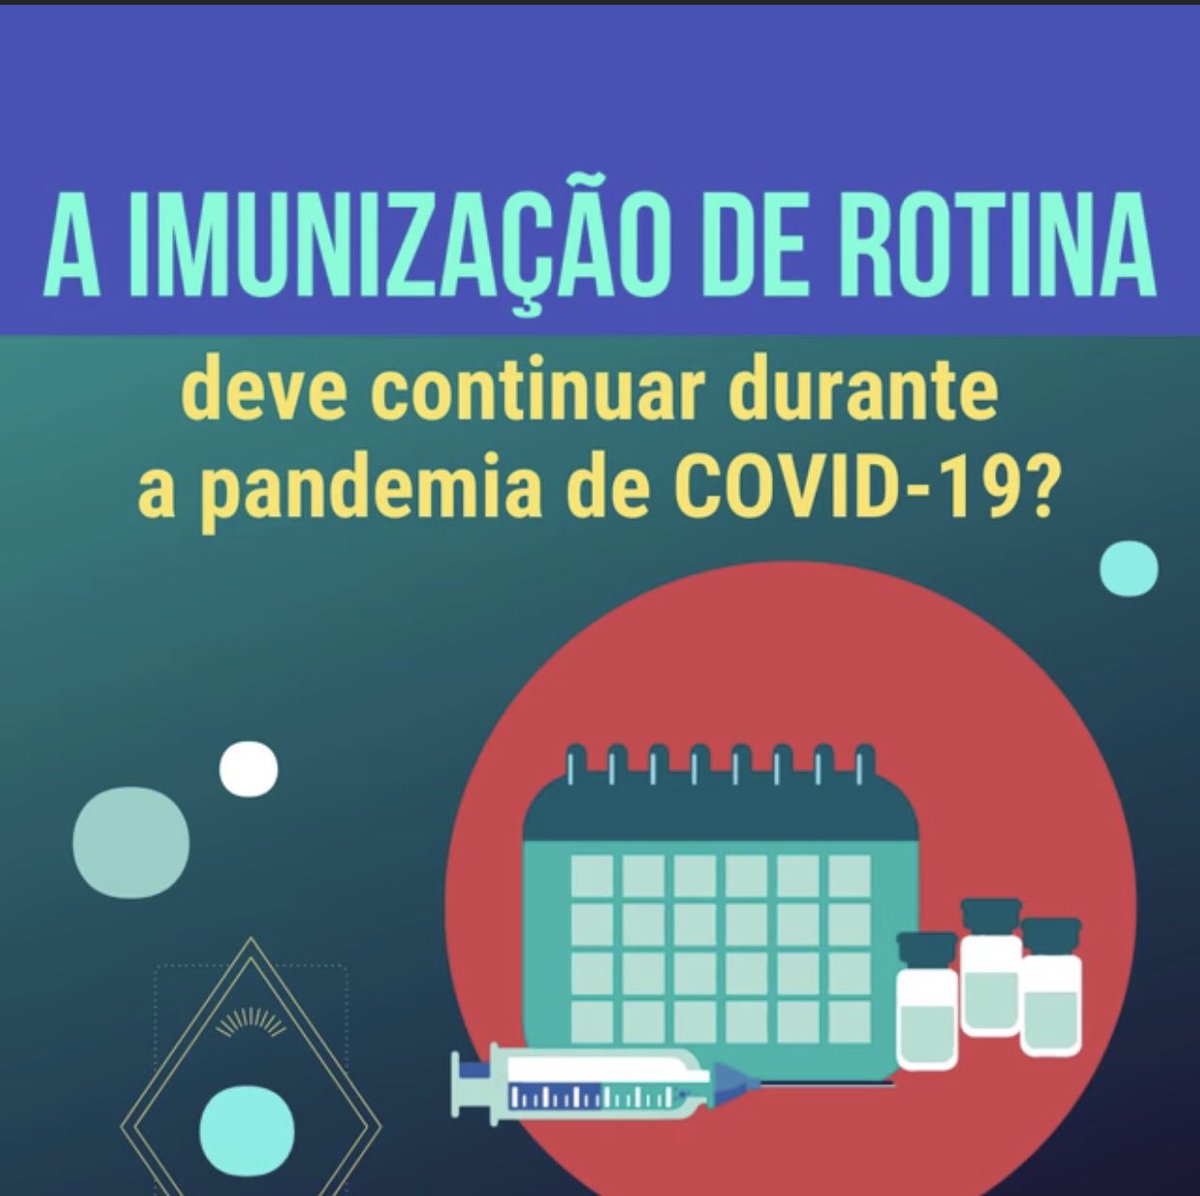 A IMUNIZAÇÃO DE ROTINA
deve continuar durante
a pandemia de COVID-19?